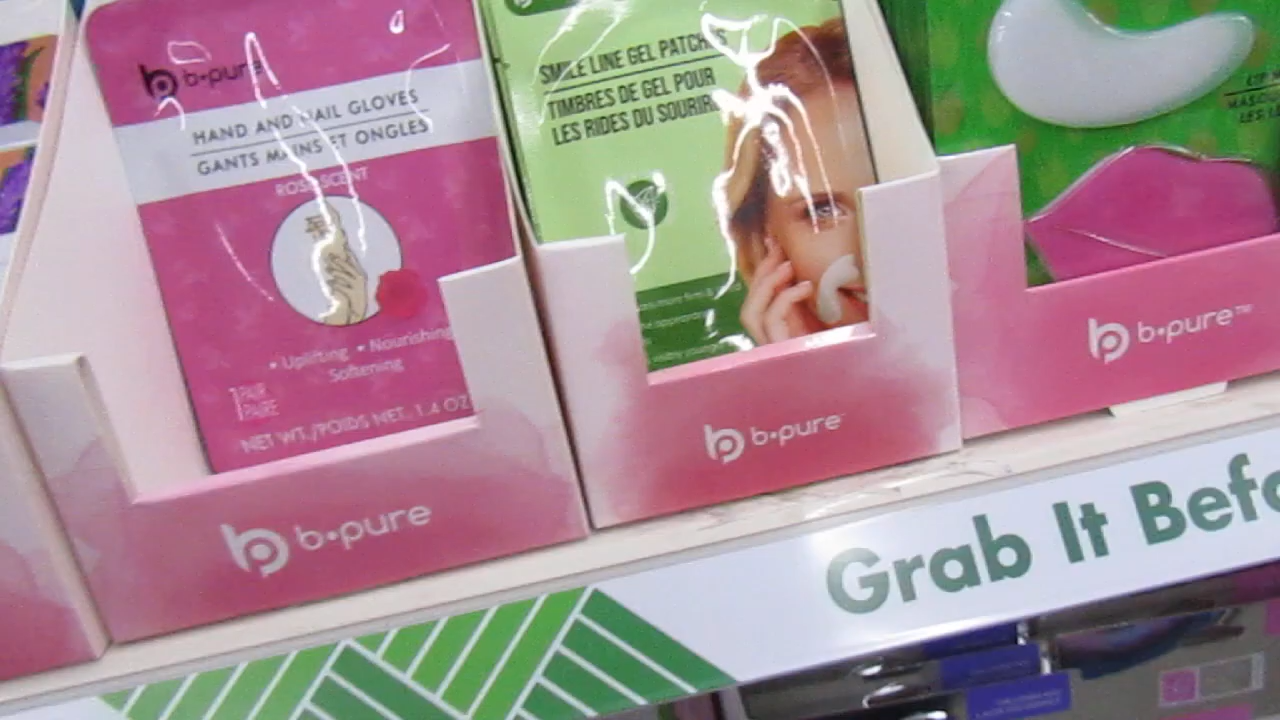 b•pure
HAND AND NAIL GLOVES
GANTS MAINS ET ONGLES
ROSE SCENT
• Uplifting • Nourishing
Softening
1 PAIR
PAIRE
NET WT./POIDS NET. 1.4 OZ
b•pure
SMILE LINE GEL PATCHES
TIMBRES DE GEL POUR
LES RIDES DU SOURIRE
b•pure
b•pure™
Grab It Befo